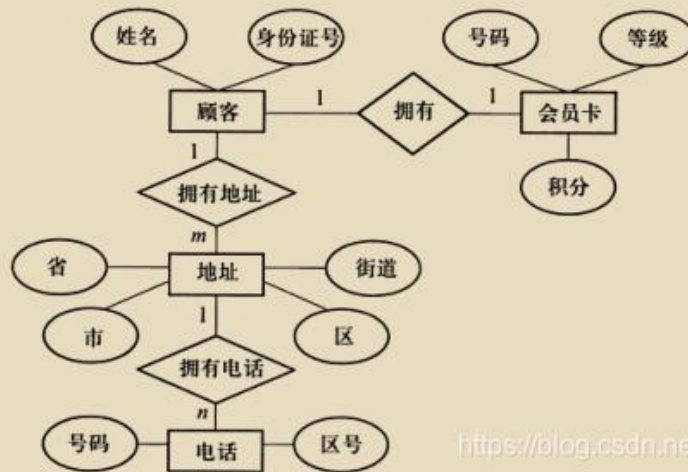 姓名 身份证号 号码 等级
顾客 1 拥有 1 会员卡
1
积分
拥有地址
m
省 地址 街道
1
市 区
拥有电话
n
号码 电话 区号
https://blog.csdn.ne